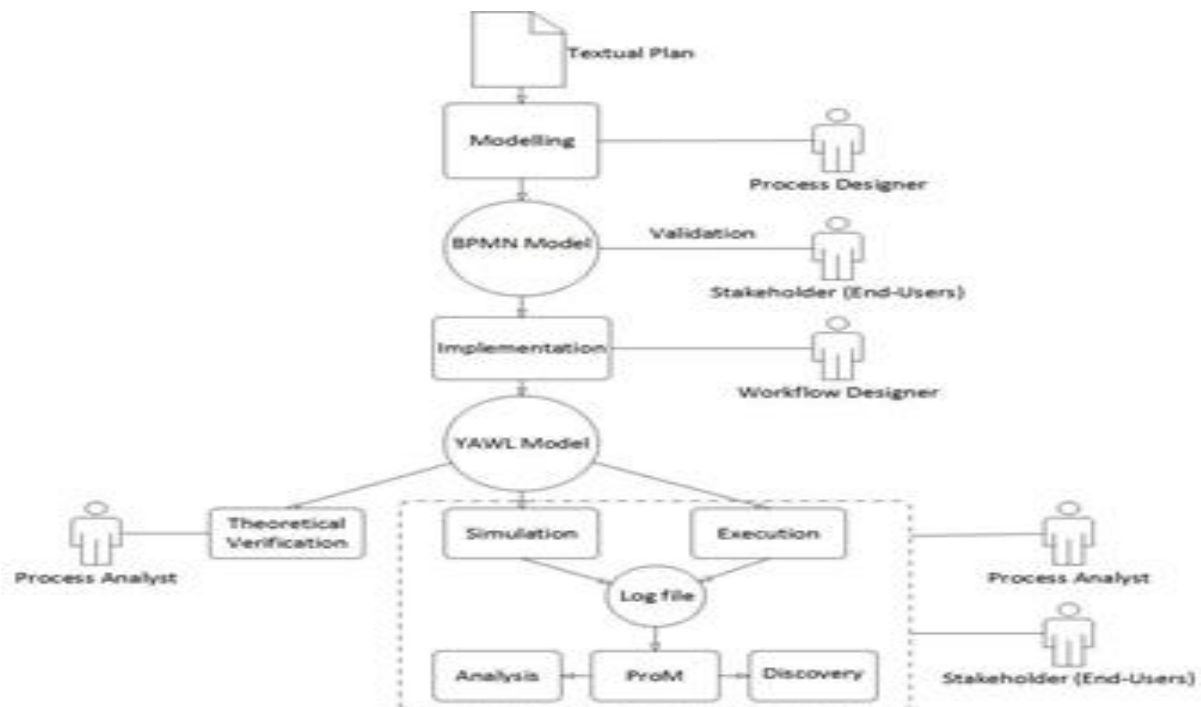 Textual Plan
Modelling
Process Designer
BPMN Model
Validation
Stakeholder (End-Users)
Implementation
Workflow Designer
YAWL Model
Process Analyst
Theoretical
Verification
Simulation
Execution
Process Analyst
Log file
Analysis
ProM
Discovery
Stakeholder (End-Users)